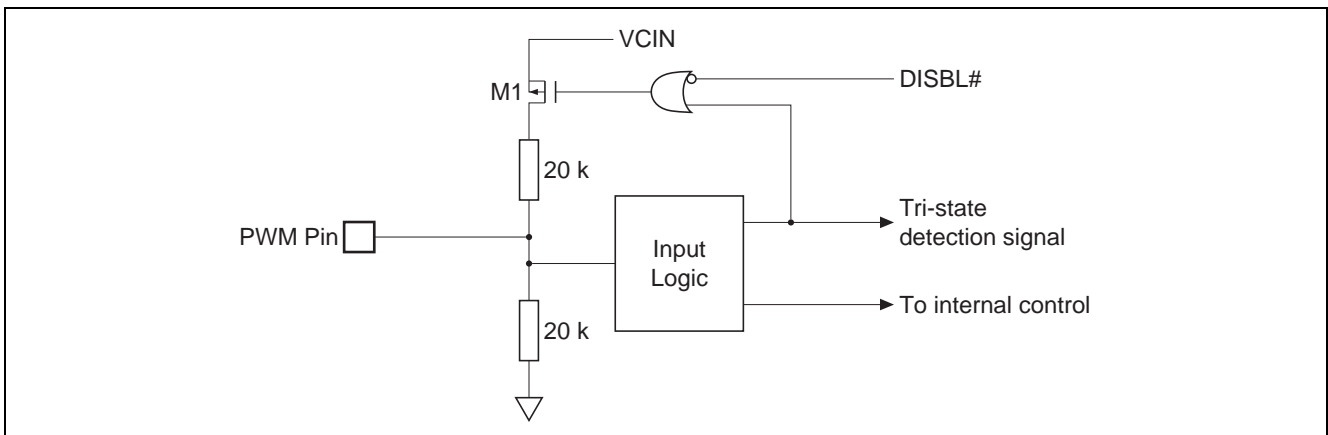 VCIN
M1
DISBL#
20 k
PWM Pin
Input
Logic
Tri-state
detection signal
20 k
To internal control